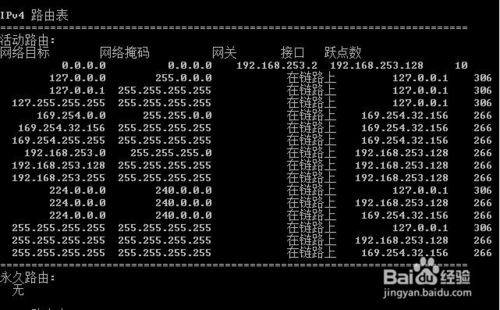 IPv4 路由表
活动路由:
网络目标 网络掩码 网关 接口 跃点数
0.0.0.0 0.0.0.0 192.168.253.2 192.168.253.128 10
127.0.0.0 255.0.0.0 在链路上 127.0.0.1 306
127.0.0.1 255.255.255.255 在链路上 127.0.0.1 306
127.255.255.255 255.255.255.255 在链路上 127.0.0.1 306
169.254.0.0 255.255.0.0 在链路上 169.254.32.156 266
169.254.32.156 255.255.255.255 在链路上 169.254.32.156 266
169.254.255.255 255.255.255.255 在链路上 169.254.32.156 266
192.168.253.0 255.255.255.0 在链路上 192.168.253.128 266
192.168.253.128 255.255.255.255 在链路上 192.168.253.128 266
192.168.253.255 255.255.255.255 在链路上 192.168.253.128 266
224.0.0.0 240.0.0.0 在链路上 127.0.0.1 306
224.0.0.0 240.0.0.0 在链路上 192.168.253.128 266
224.0.0.0 240.0.0.0 在链路上 169.254.32.156 266
255.255.255.255 255.255.255.255 在链路上 127.0.0.1 306
255.255.255.255 255.255.255.255 在链路上 192.168.253.128 266
255.255.255.255 255.255.255.255 在链路上 169.254.32.156 266
永久路由:
无
Baidu 经验
jingyan.baidu.com